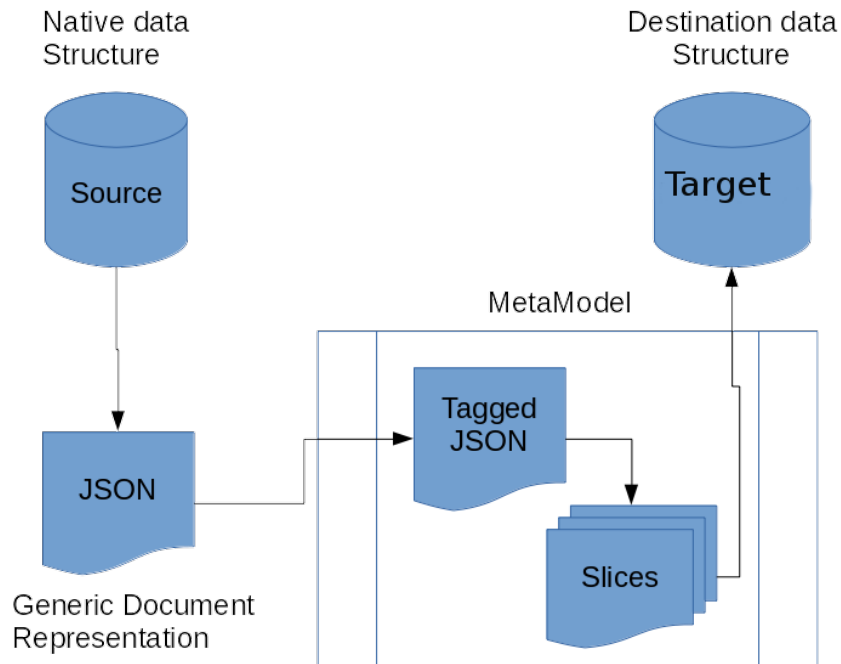 Native data
Structure
Destination data
Structure
Source
Target
MetaModel
Tagged
JSON
JSON
Slices
Generic Document
Representation